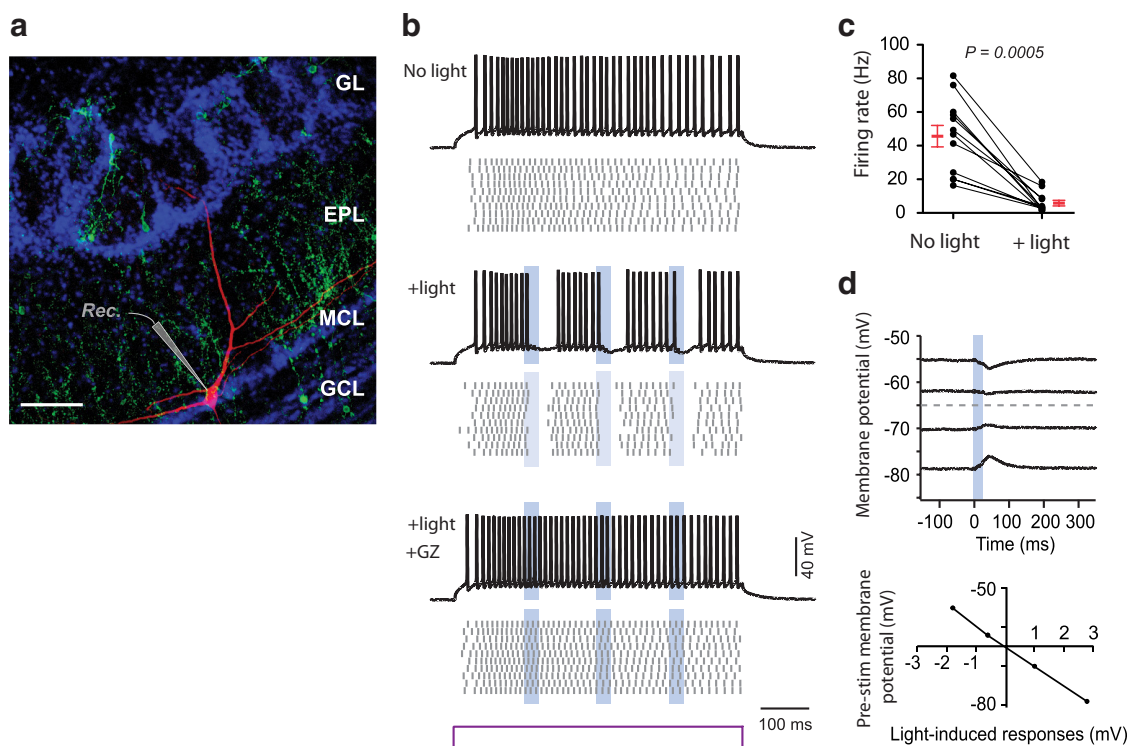 a
GL
EPL
MCL
GCL
Rec.
b
No light
+light
+light
+GZ
40 mV
100 ms
c
Firing rate (Hz)
100
80
60
40
20
0
P = 0.0005
No light
+ light
d
Membrane potential (mV)
-50
-60
-70
-80
-100 0 100 200 300
Time (ms)
Pre-stim membrane
potential (mV)
-50
-3 -2 -1 1 2 3
-80
Light-induced responses (mV)